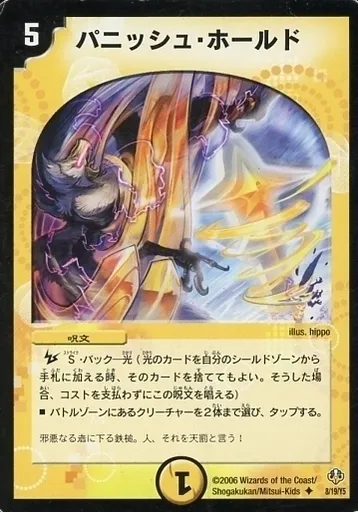 5
パニッシュ・ホールド
illus. hippo
呪文
S・バック－光（光のカードを自分のシールドゾーンから
手札に加える時、そのカードを捨ててもよい。そうした場
合、コストを支払わずにこの呪文を唱える）
■ バトルゾーンにあるクリーチャーを2体まで選び、タップする。
邪悪なる者に下る鉄槌。人、それを天罰と言う！
1
©2006 Wizards of the Coast/
Shogakukan/Mitsui-Kids
8/19/Y5